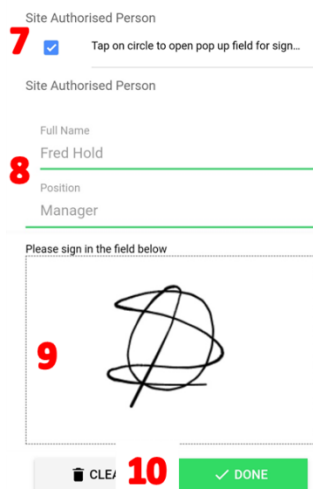 Site Authorised Person
7
Tap on circle to open pop up field for sign...
Site Authorised Person
Full Name
8
Fred Hold
Position
Manager
Please sign in the field below
9
CLEA
10
DONE